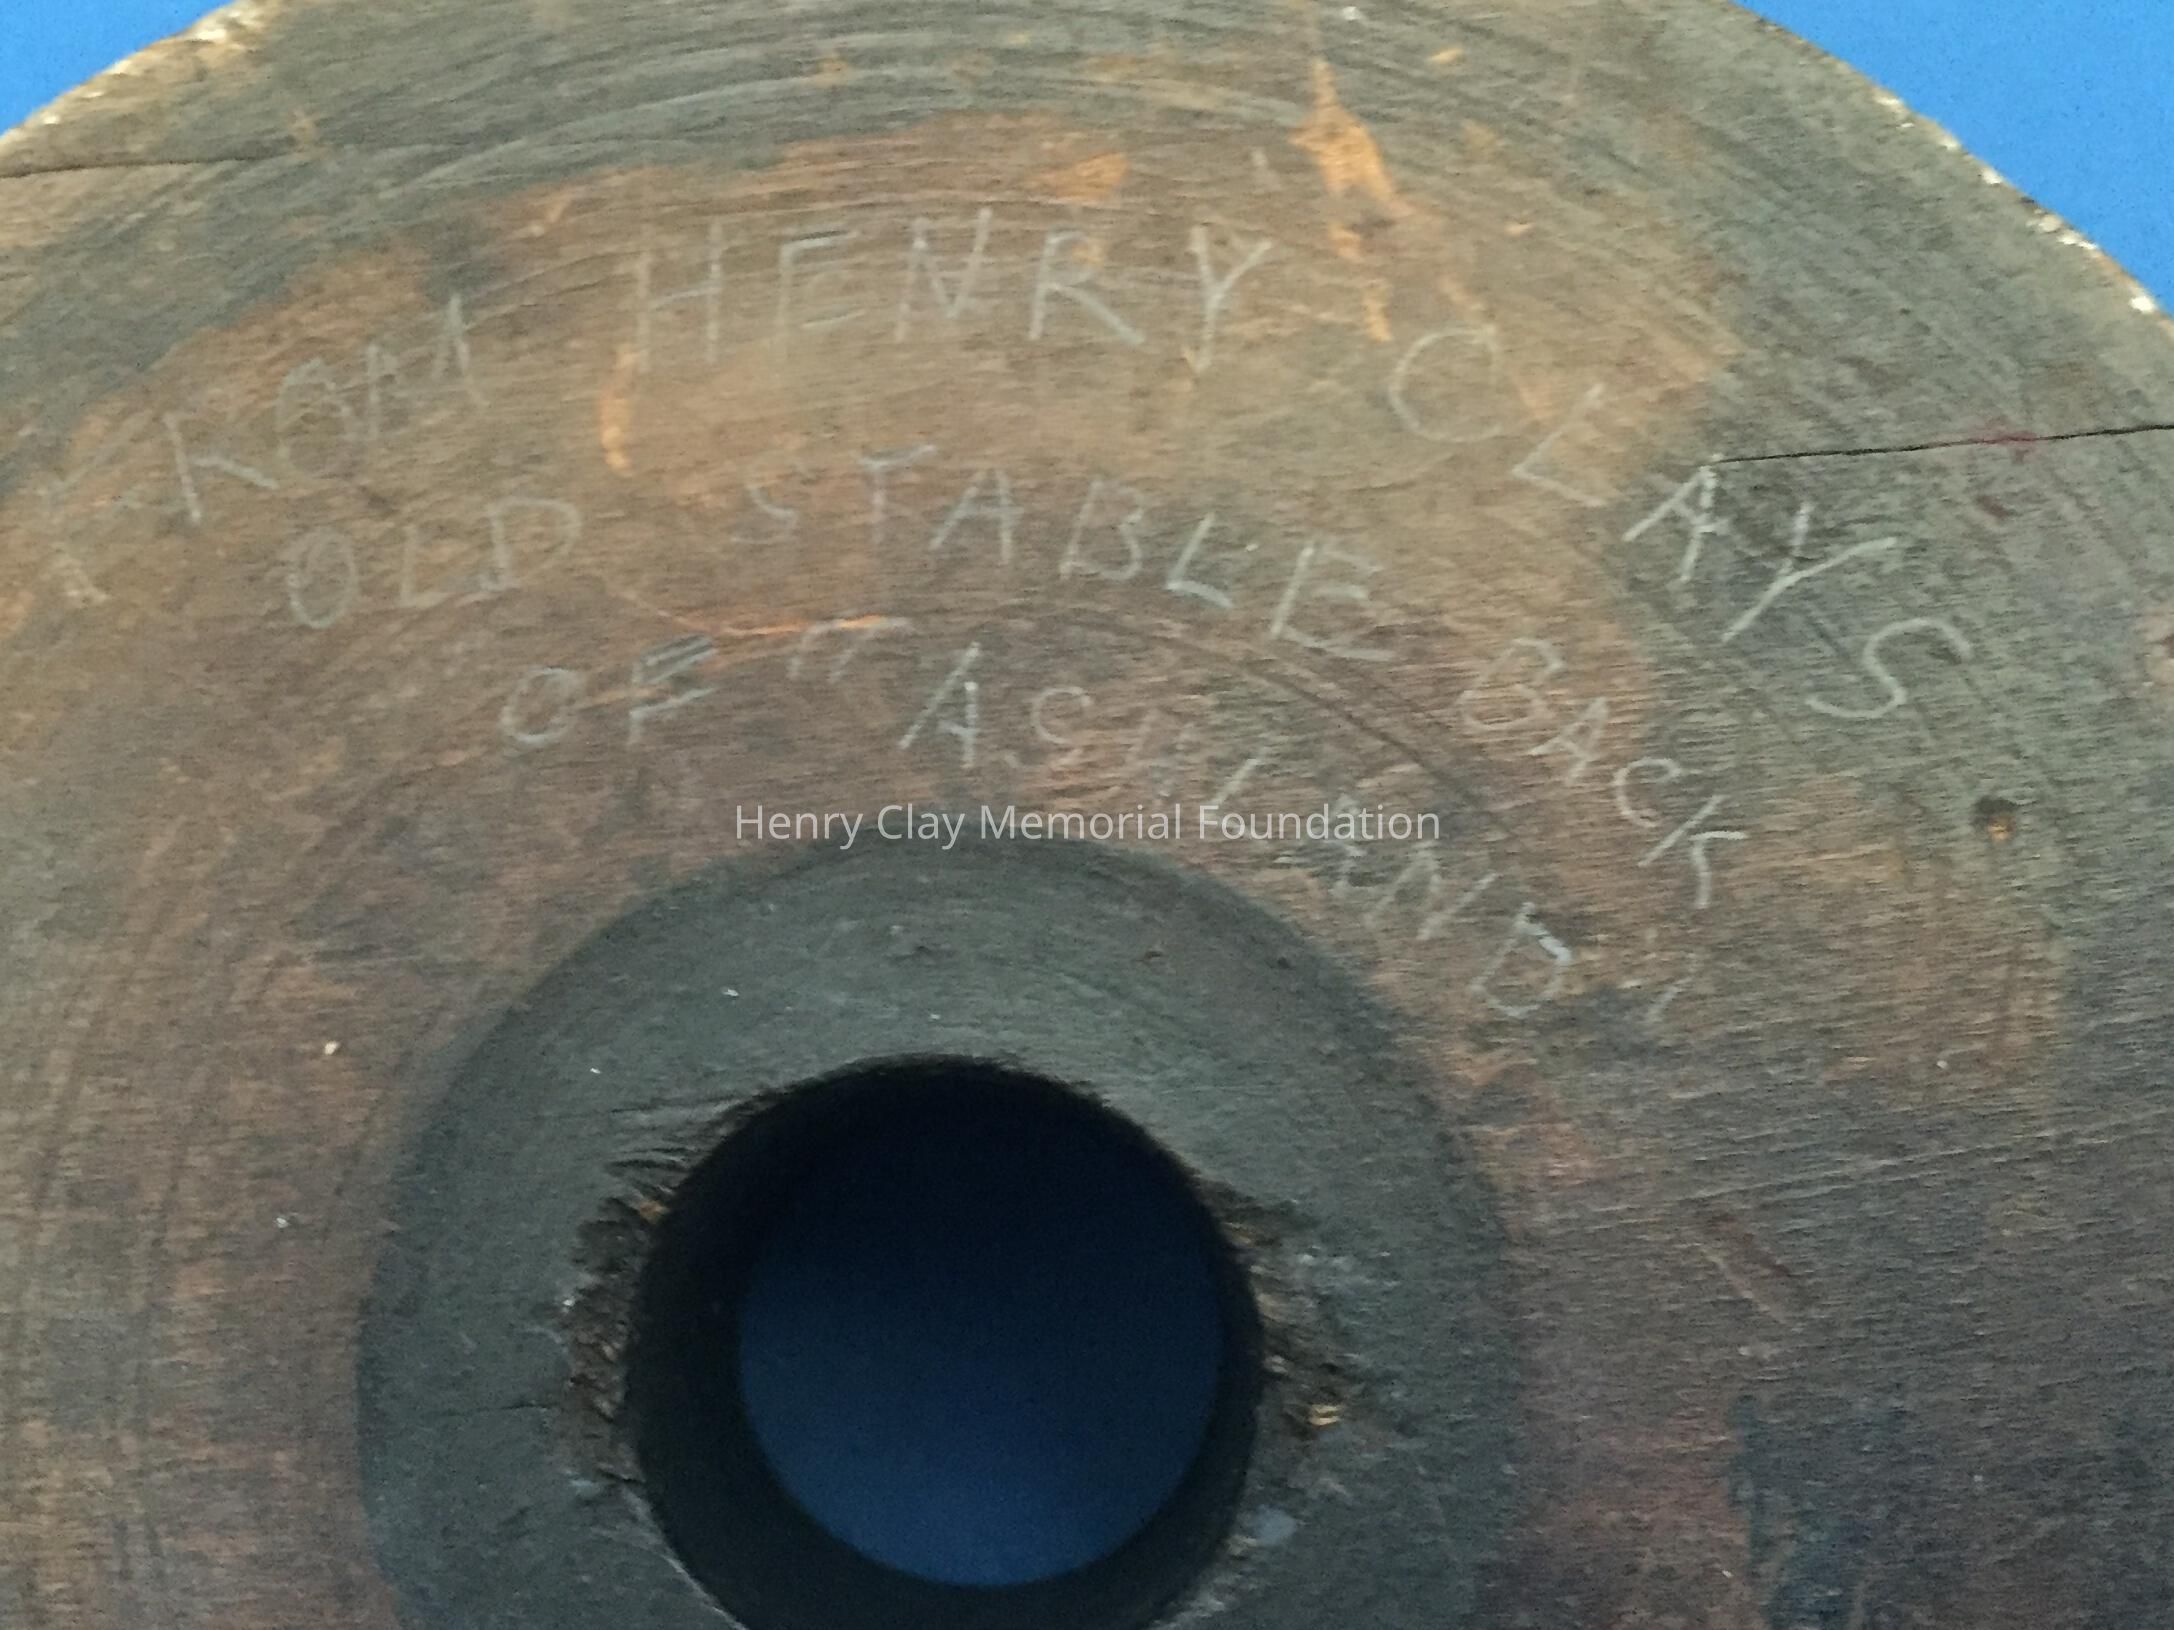 FROM HENRY CLAYS
OLD STABLE BACK
OF "ASHLAND"
Henry Clay Memorial Foundation